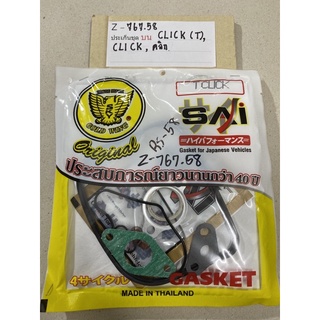 Z-767.58
ประเก็นชุด บน CLICK (T),
CLICK, คลิก
I CLICK
GOLD WING
Original
SAi
ハイパフォーマンス
Gasket for Japanese Vehicles
RS-58
Z-767.58
ประสบการณ์ยาวนานกว่า 40 ปี
4サイクル
GASKET
MADE IN THAILAND